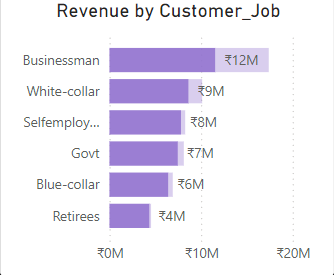 Revenue by Customer_Job
Businessman ₹12M
White-collar ₹9M
Selfemploy... ₹8M
Govt ₹7M
Blue-collar ₹6M
Retirees ₹4M
₹0M ₹10M ₹20M